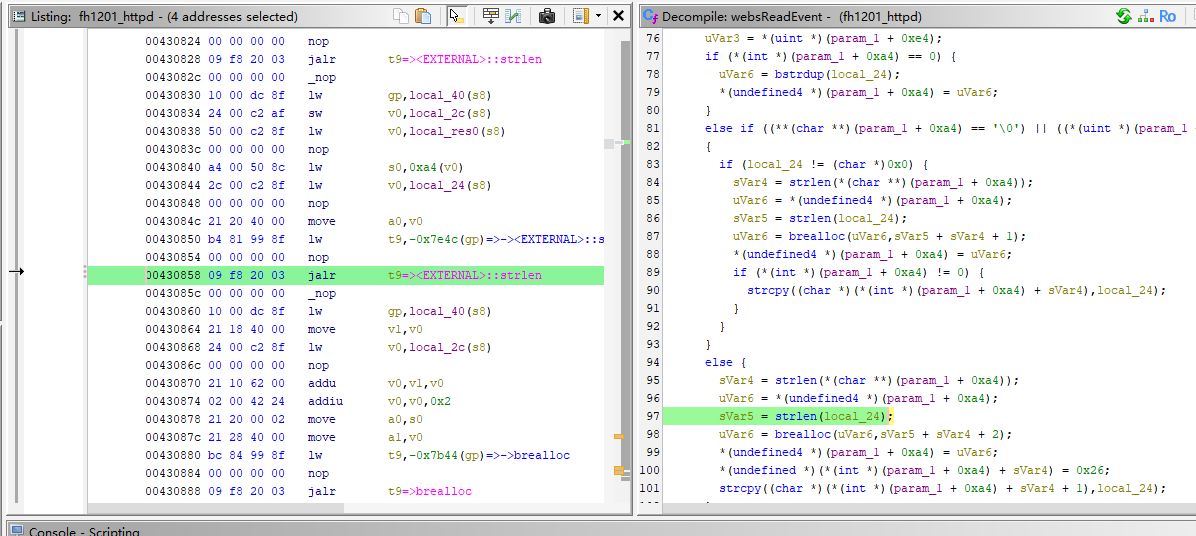 Listing: fh1201_httpd - (4 addresses selected)
00430824 00 00 00 00 nop
00430828 09 f8 20 03 jalr t9=><EXTERNAL>::strlen
0043082c 00 00 00 00 _nop
00430830 10 00 dc 8f lw gp,local_40(s8)
00430834 24 00 c2 af sw v0,local_2c(s8)
00430838 50 00 c2 8f lw v0,local_res0(s8)
0043083c 00 00 00 00 nop
00430840 a4 00 50 8c lw s0,0xa4(v0)
00430844 2c 00 c2 8f lw v0,local_24(s8)
00430848 00 00 00 00 nop
0043084c 21 20 40 00 move a0,v0
00430850 b4 81 99 8f lw t9,-0x7e4c(gp)=>-><EXTERNAL>::s
00430854 00 00 00 00 nop
00430858 09 f8 20 03 jalr t9=><EXTERNAL>::strlen
0043085c 00 00 00 00 _nop
00430860 10 00 dc 8f lw gp,local_40(s8)
00430864 21 18 40 00 move v1,v0
00430868 24 00 c2 8f lw v0,local_2c(s8)
0043086c 00 00 00 00 nop
00430870 21 10 62 00 addu v0,v1,v0
00430874 02 00 42 24 addiu v0,v0,0x2
00430878 21 20 00 02 move a0,s0
0043087c 21 28 40 00 move a1,v0
00430880 bc 84 99 8f lw t9,-0x7b44(gp)=>->brealloc
00430884 00 00 00 00 nop
00430888 09 f8 20 03 jalr t9=>brealloc
Decompile: websReadEvent - (fh1201_httpd)
Ro
76 uVar3 = *(uint *)(param_1 + 0xe4);
77 if (*(int *)(param_1 + 0xa4) == 0) {
78 uVar6 = bstrdup(local_24);
79 *(undefined4 *)(param_1 + 0xa4) = uVar6;
80 }
81 else if ((**(char **)(param_1 + 0xa4) == '\0') || ((*(uint *)(param_1
82 {
83 if (local_24 != (char *)0x0) {
84 sVar4 = strlen(*(char **)(param_1 + 0xa4));
85 uVar6 = *(undefined4 *)(param_1 + 0xa4);
86 sVar5 = strlen(local_24);
87 uVar6 = brealloc(uVar6,sVar5 + sVar4 + 1);
88 *(undefined4 *)(param_1 + 0xa4) = uVar6;
89 if (*(int *)(param_1 + 0xa4) != 0) {
90 strcpy((char *)(*(int *)(param_1 + 0xa4) + sVar4),local_24);
91 }
92 }
93 }
94 else {
95 sVar4 = strlen(*(char **)(param_1 + 0xa4));
96 uVar6 = *(undefined4 *)(param_1 + 0xa4);
97 sVar5 = strlen(local_24);
98 uVar6 = brealloc(uVar6,sVar5 + sVar4 + 2);
99 *(undefined4 *)(param_1 + 0xa4) = uVar6;
100 *(undefined *)(*(int *)(param_1 + 0xa4) + sVar4) = 0x26;
101 strcpy((char *)(*(int *)(param_1 + 0xa4) + sVar4 + 1),local_24);
Console - Scripting